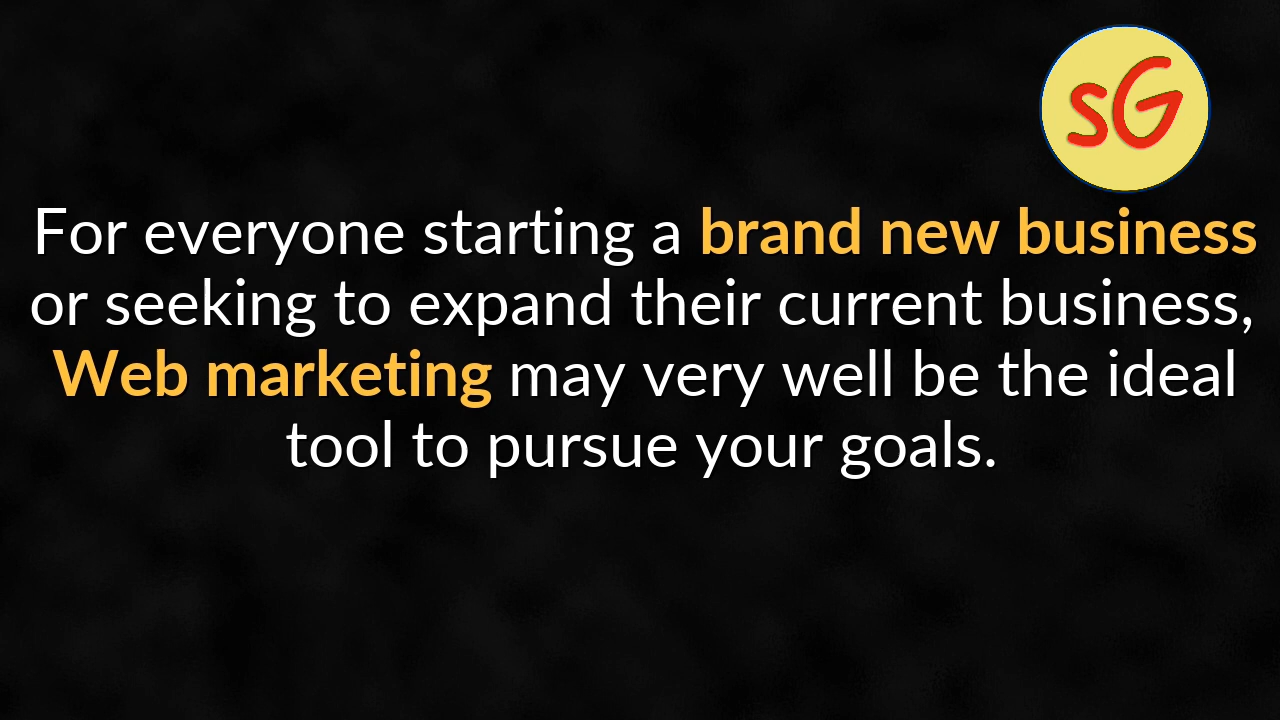 sG
For everyone starting a brand new business
or seeking to expand their current business,
Web marketing may very well be the ideal
tool to pursue your goals.